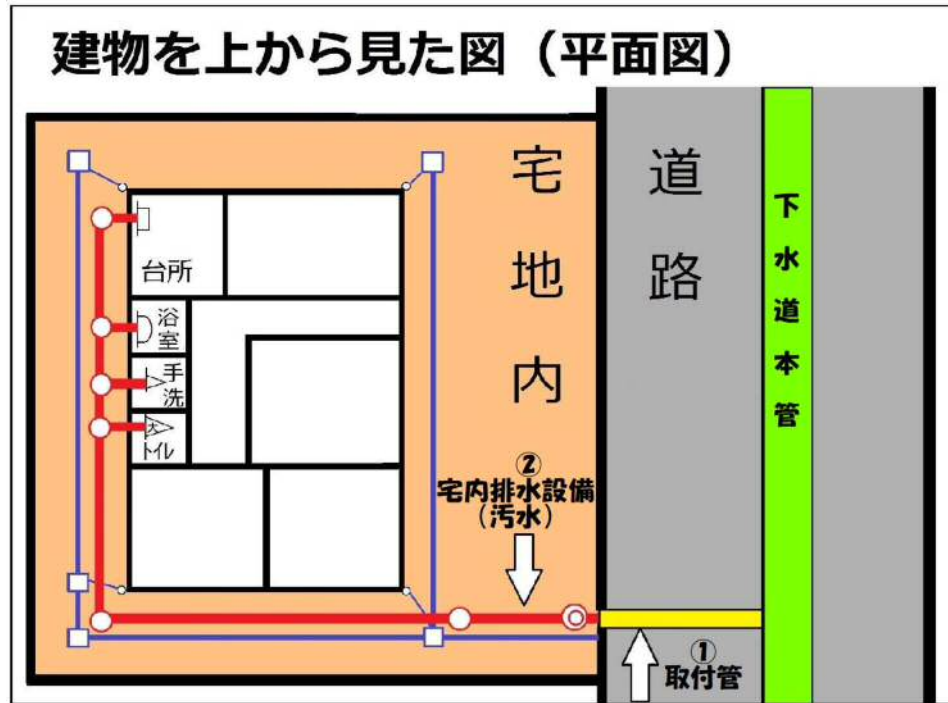 建物を上から見た図（平面図）
宅地内
道路
下水道本管
台所
浴室
手洗
トイレ
②
宅内排水設備
（汚水）
①
取付管